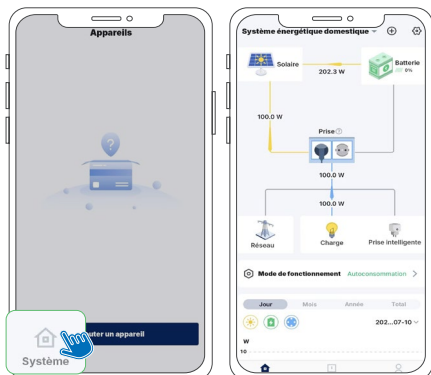 Appareils
outer un appareil
Système
Système énergétique domestique
Solaire
202.3 W
Batterie
0%
100.0 W
Prise
100.0 W
100.0 W
Réseau
Charge
Prise intelligente
Mode de fonctionnement
Autoconsommation
Jour
Mois
Année
Total
202...07-10
W
10